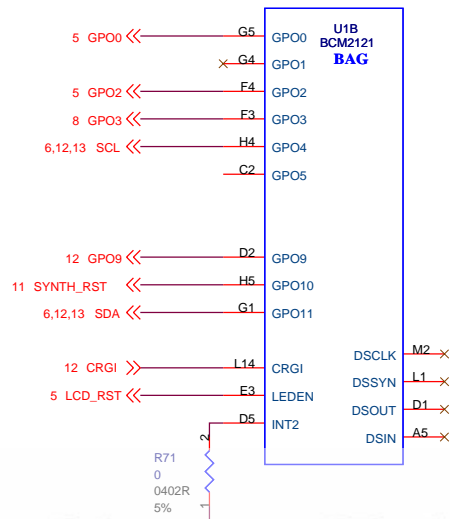 U1B
BCM2121
BAG
5 GPO0 G5 GPO0
G4 GPO1
5 GPO2 F4 GPO2
8 GPO3 F3 GPO3
6,12,13 SCL H4 GPO4
C2 GPO5
12 GPO9 D2 GPO9
11 SYNTH_RST H5 GPO10
6,12,13 SDA G1 GPO11
DSCLK M2
12 CRGI L14 CRGI
DSSYN L1
5 LCD_RST E3 LEDEN
DSOUT D1
D5 INT2
DSIN A5
2
R71
0
0402R
5%
1